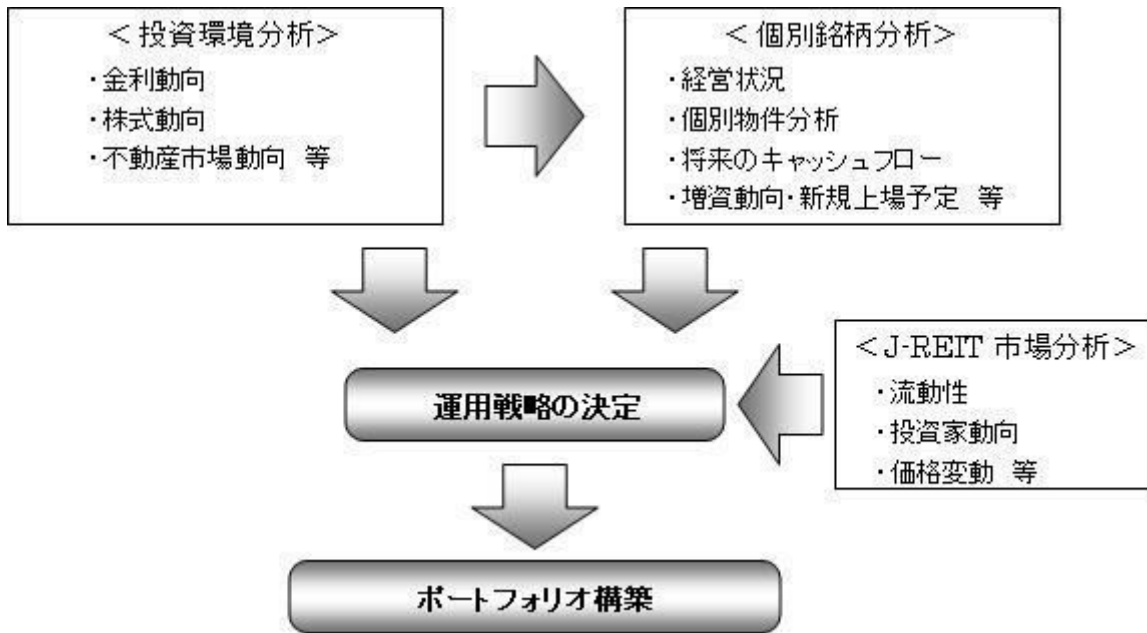 ＜投資環境分析＞
・金利動向
・株式動向
・不動産市場動向 等
＜個別銘柄分析＞
・経営状況
・個別物件分析
・将来のキャッシュフロー
・増資動向・新規上場予定 等
＜J-REIT 市場分析＞
・流動性
・投資家動向
・価格変動 等
運用戦略の決定
ポートフォリオ構築